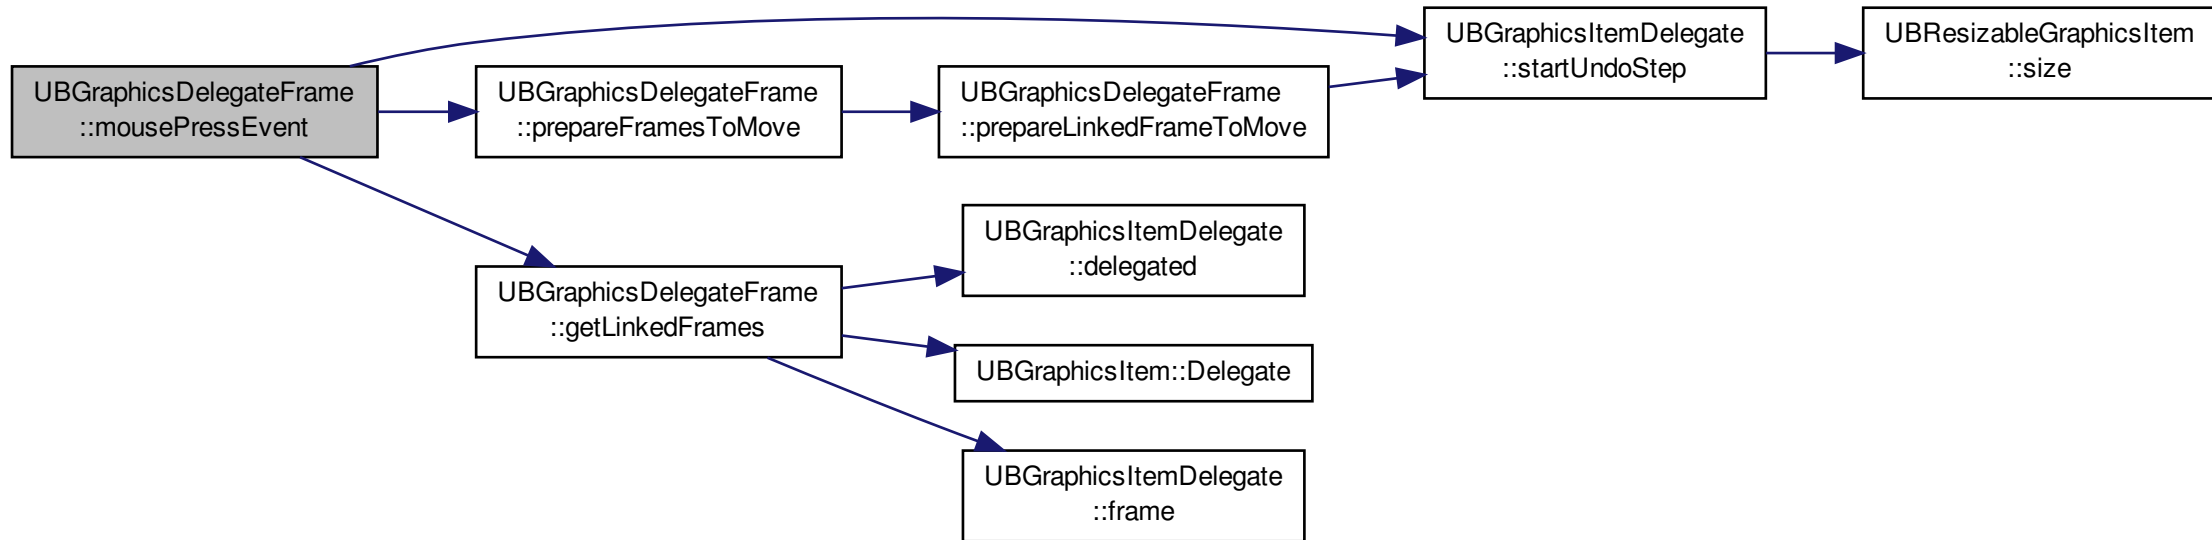 UBGraphicsDelegateFrame
::mousePressEvent
UBGraphicsDelegateFrame
::prepareFramesToMove
UBGraphicsDelegateFrame
::prepareLinkedFrameToMove
UBGraphicsItemDelegate
::startUndoStep
UBResizableGraphicsItem
::size
UBGraphicsDelegateFrame
::getLinkedFrames
UBGraphicsItemDelegate
::delegated
UBGraphicsItem::Delegate
UBGraphicsItemDelegate
::frame